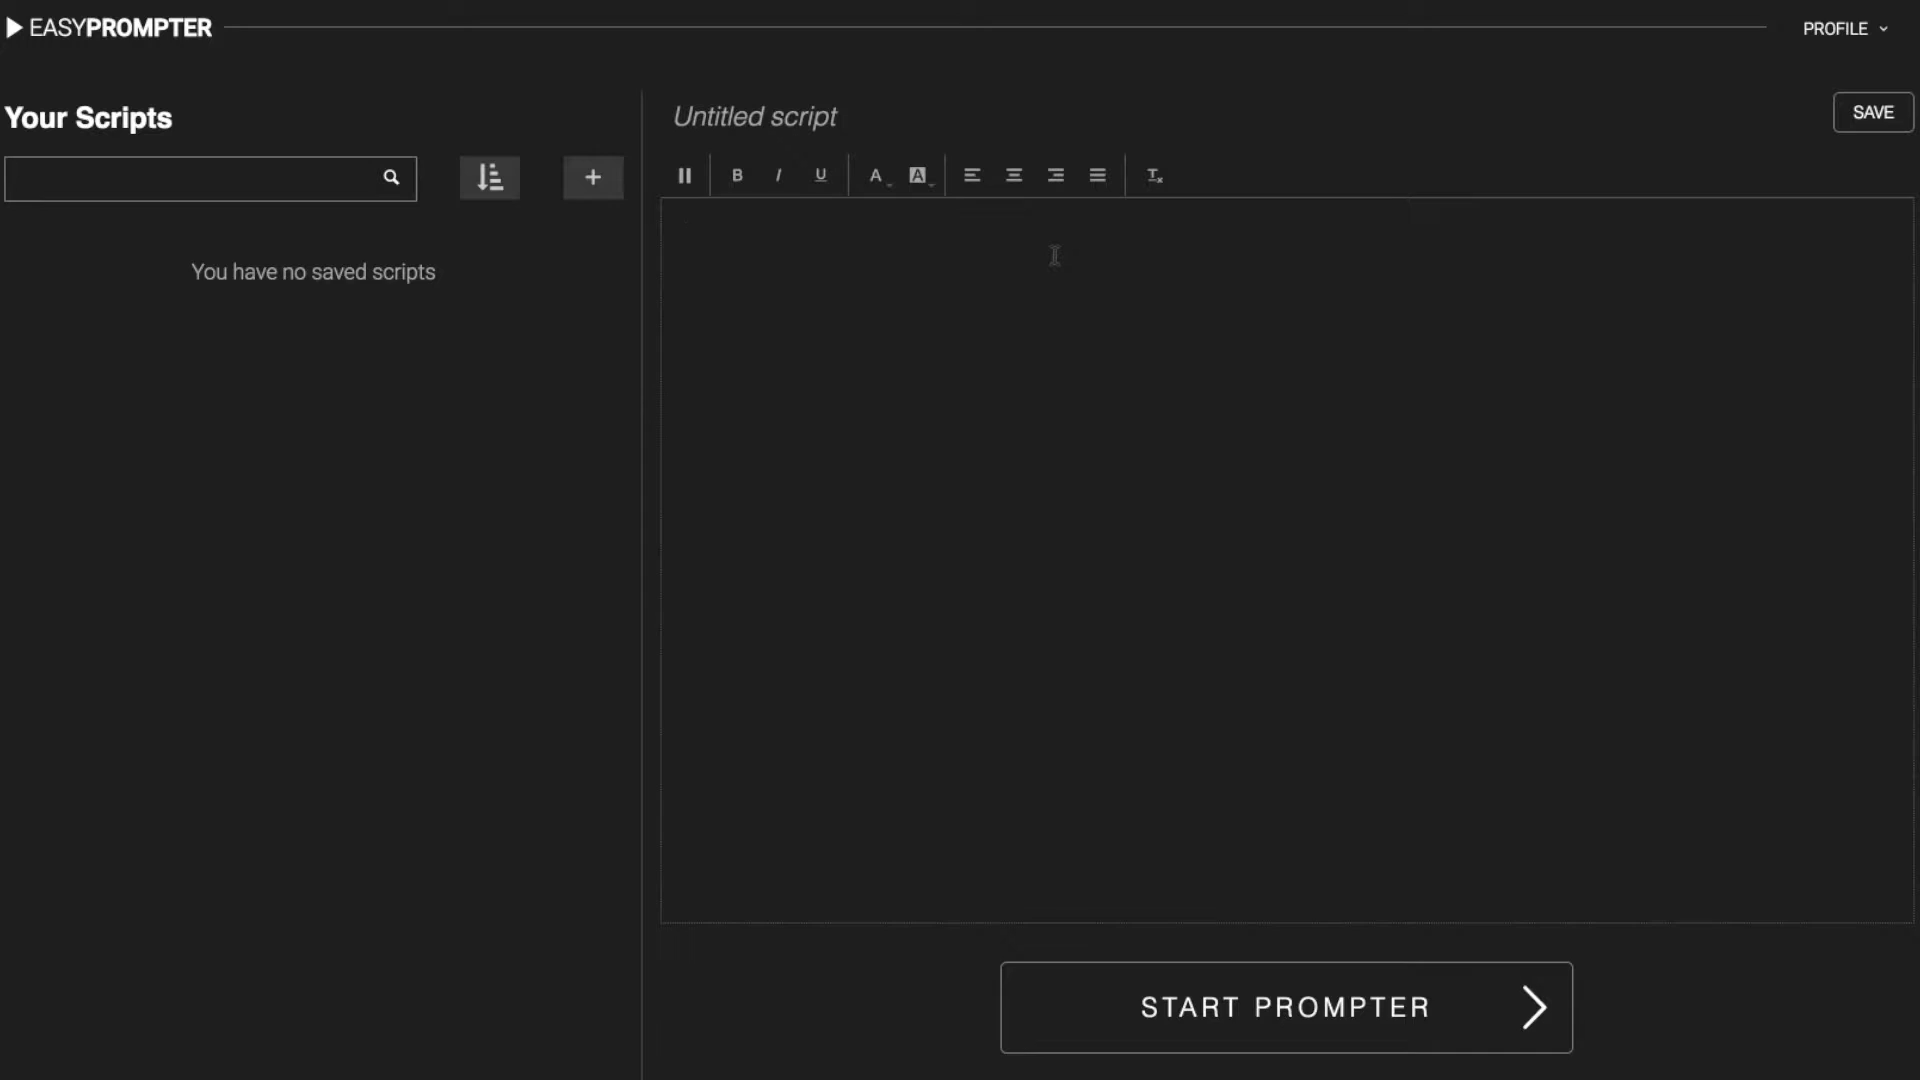 EASYPROMPTER
PROFILE
Your Scripts
You have no saved scripts
Untitled script
SAVE
B I U A A
START PROMPTER